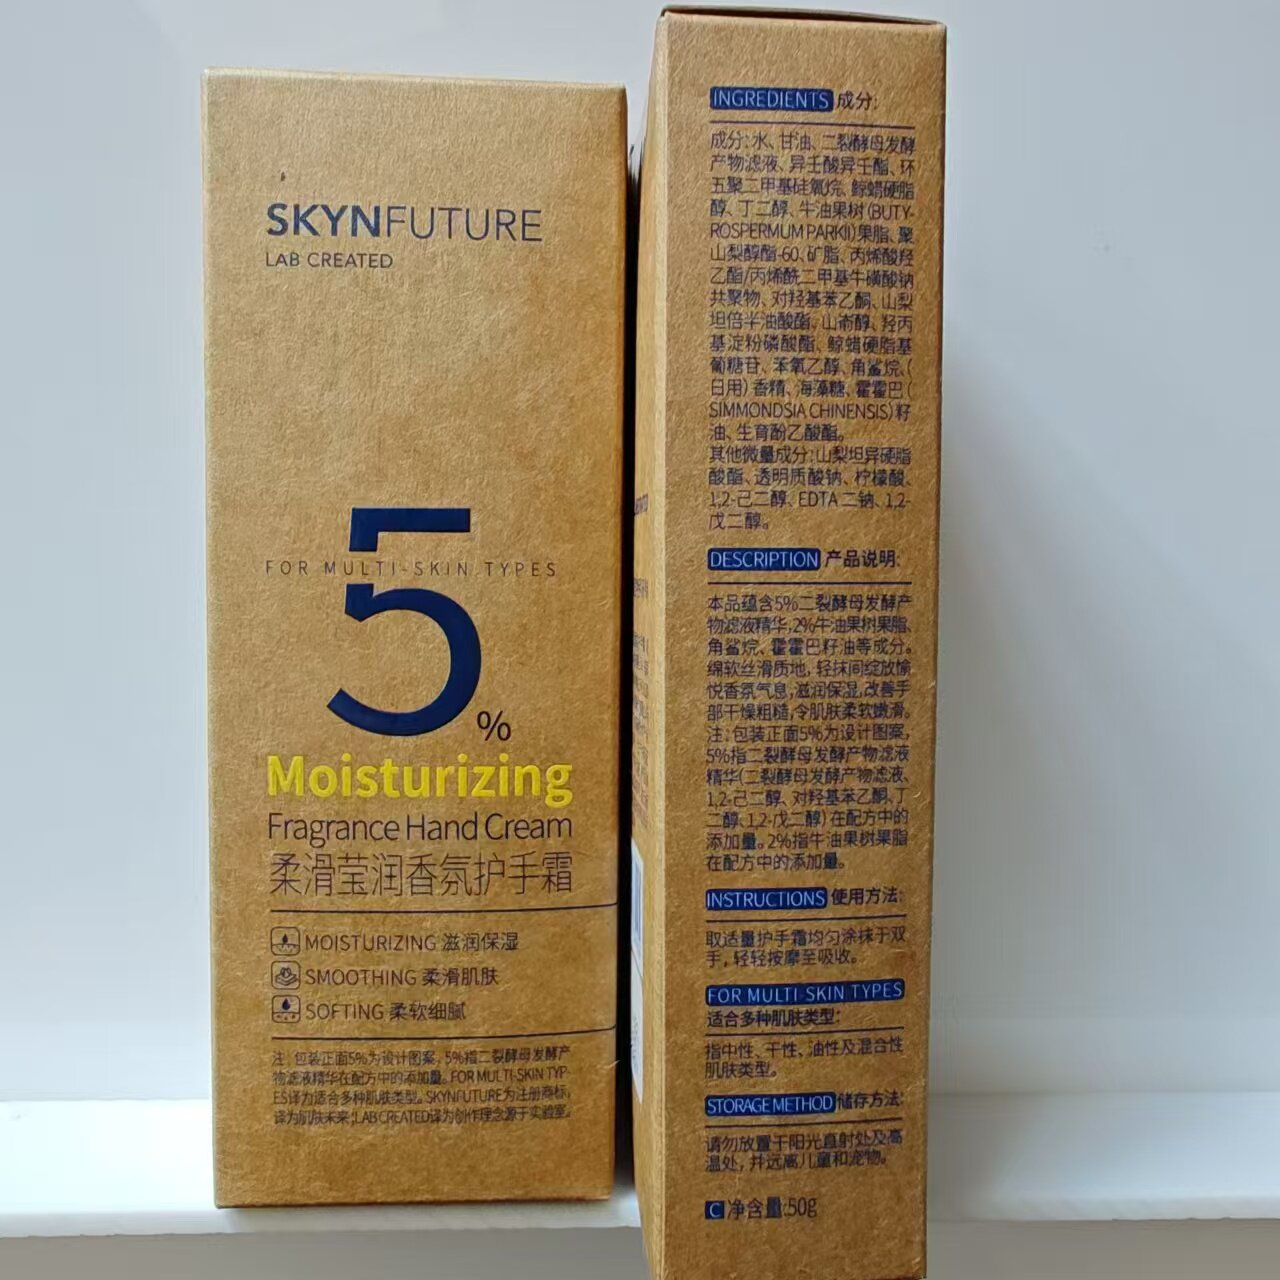 SKYNFUTURE
LAB CREATED
5%
FOR MULTI-SKIN TYPES
Moisturizing
Fragrance Hand Cream
柔滑莹润香氛护手霜
MOISTURIZING 滋润保湿
SMOOTHING 柔滑肌肤
SOFTING 柔软细腻
注:包装正面5%为设计图案,5%指二裂酵母发酵产
物滤液精华在配方中的添加量。FOR MULTI-SKIN TYP-
ES译为适合多种肌肤类型。SKYNFUTURE为注册商标,
译为肌肤未来;LAB CREATED译为创作理念源于实验室。
INGREDIENTS 成分:
成分:水、甘油、二裂酵母发酵
产物滤液、异壬酸异壬酯、环
五聚二甲基硅氧烷、鲸蜡硬脂
醇、丁二醇、牛油果树(BUTY-
ROSPERMUM PARKII)果脂、聚
山梨醇酯-60、矿脂、丙烯酸羟
乙酯/丙烯酰二甲基牛磺酸钠
共聚物、对羟基苯乙酮、山梨
坦倍半油酸酯、山嵛醇、羟丙
基淀粉磷酸酯、鲸蜡硬脂基
葡糖苷、苯氧乙醇、角鲨烷、(
日用)香精、海藻糖、霍霍巴(
SIMMONDSIA CHINENSIS)籽
油、生育酚乙酸酯。
其他微量成分:山梨坦异硬脂
酸酯、透明质酸钠、柠檬酸、
1,2-己二醇、EDTA 二钠、1,2-
戊二醇。
DESCRIPTION 产品说明:
本品蕴含5%二裂酵母发酵产
物滤液精华,2%牛油果树果脂、
角鲨烷、霍霍巴籽油等成分。
绵软丝滑质地,轻抹间绽放愉
悦香氛气息,滋润保湿,改善手
部干燥粗糙,令肌肤柔软嫩滑。
注:包装正面5%为设计图案,
5%指二裂酵母发酵产物滤液
精华(二裂酵母发酵产物滤液、
1,2-己二醇、对羟基苯乙酮、丁
二醇、1,2-戊二醇)在配方中的
添加量。2%指牛油果树果脂
在配方中的添加量。
INSTRUCTIONS 使用方法:
取适量护手霜均匀涂抹于双
手,轻轻按摩至吸收。
FOR MULTI SKIN TYPES
适合多种肌肤类型:
指中性、干性、油性及混合性
肌肤类型。
STORAGE METHOD 储存方法:
请勿放置于阳光直射处及高
温处,并远离儿童和宠物。
C 净含量:50g